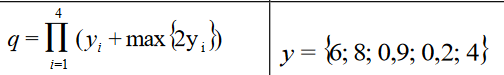 q = ∏_{i=1}^{4} (y_i + max{2y_i})
y = {6; 8; 0,9; 0,2; 4}